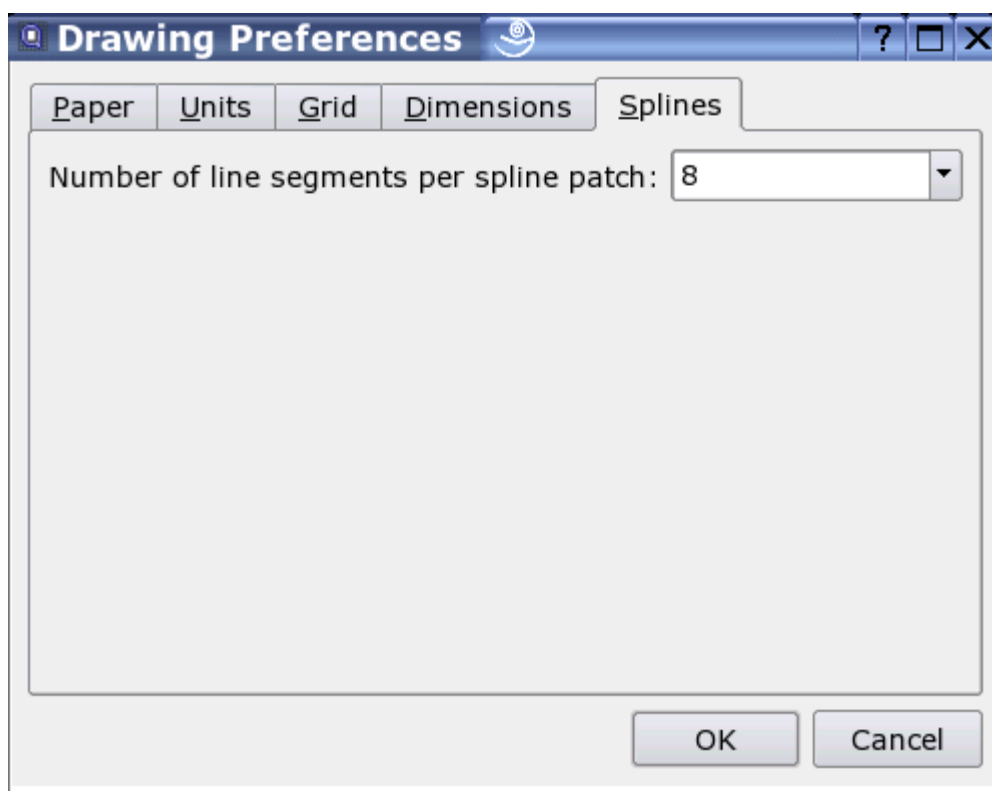 Drawing Preferences ?
Paper Units Grid Dimensions Splines
Number of line segments per spline patch: 8
OK Cancel